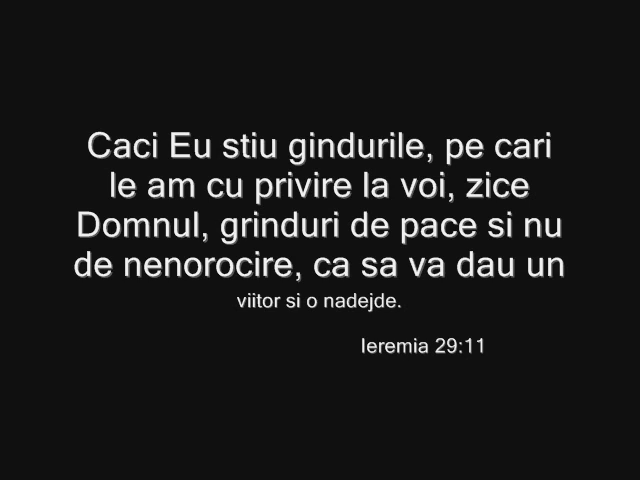 Caci Eu stiu gindurile, pe cari
le am cu privire la voi, zice
Domnul, grinduri de pace si nu
de nenorocire, ca sa va dau un
viitor si o nadejde.
Ieremia 29:11